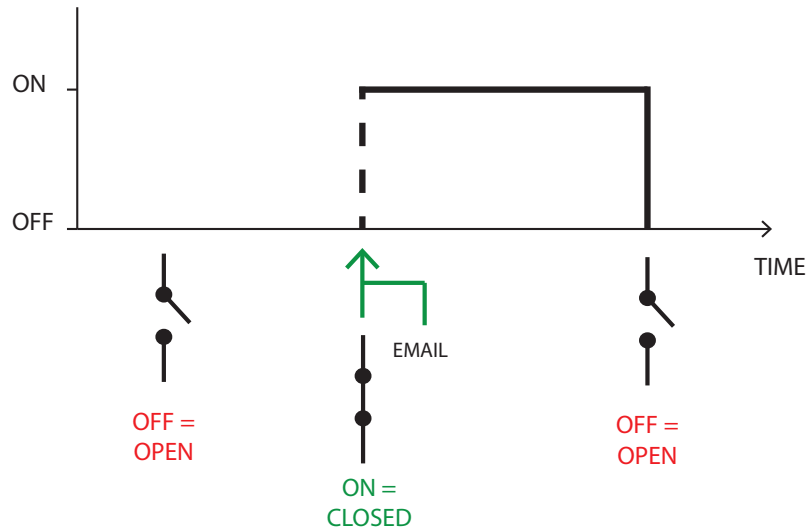 ON
OFF
TIME
EMAIL
OFF =
OPEN
ON =
CLOSED
OFF =
OPEN